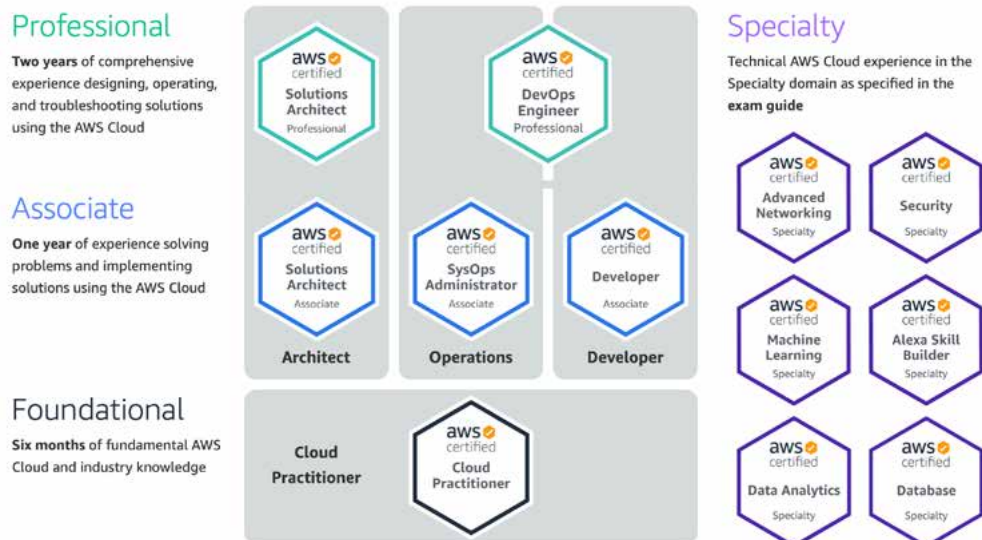 Professional
Two years of comprehensive
experience designing, operating,
and troubleshooting solutions
using the AWS Cloud
aws
certified
Solutions
Architect
Professional
aws
certified
DevOps
Engineer
Professional
Associate
One year of experience solving
problems and implementing
solutions using the AWS Cloud
aws
certified
Solutions
Architect
Associate
aws
certified
SysOps
Administrator
Associate
aws
certified
Developer
Associate
Architect
Operations
Developer
Foundational
Six months of fundamental AWS
Cloud and industry knowledge
Cloud
Practitioner
aws
certified
Cloud
Practitioner
Specialty
Technical AWS Cloud experience in the
Specialty domain as specified in the
exam guide
aws
certified
Advanced
Networking
Specialty
aws
certified
Security
Specialty
aws
certified
Machine
Learning
Specialty
aws
certified
Alexa Skill
Builder
Specialty
aws
certified
Data Analytics
Specialty
aws
certified
Database
Specialty